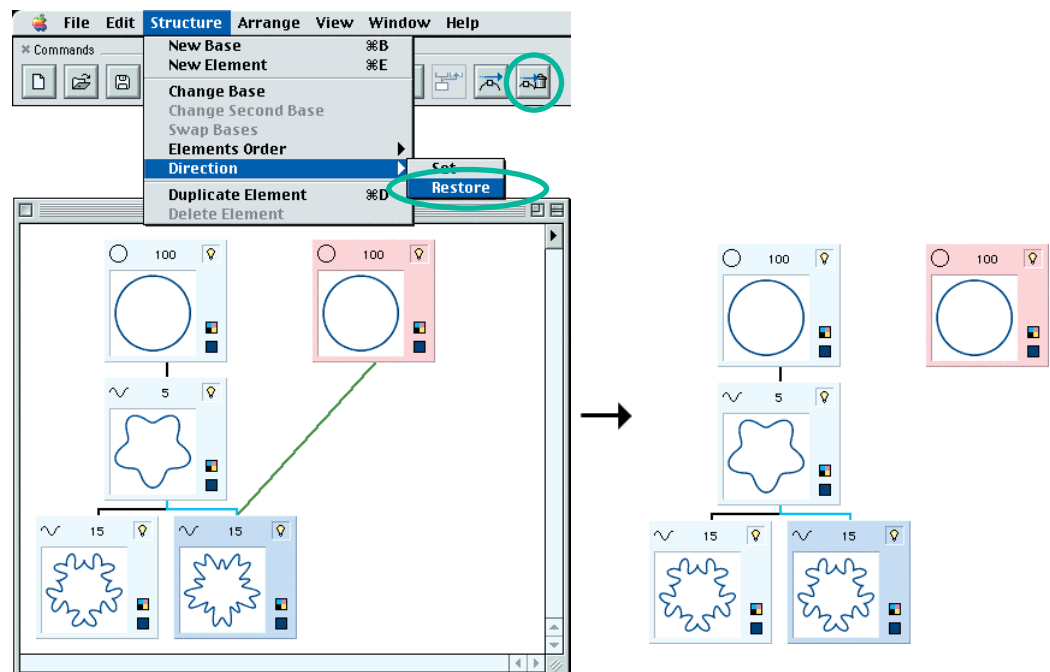 File Edit Structure Arrange View Window Help
Commands
New Base ⌘B
New Element ⌘E
Change Base
Change Second Base
Swap Bases
Elements Order
Direction
Set
Restore
Duplicate Element ⌘D
Delete Element
100 100
5
15 15
100 100
5
15 15